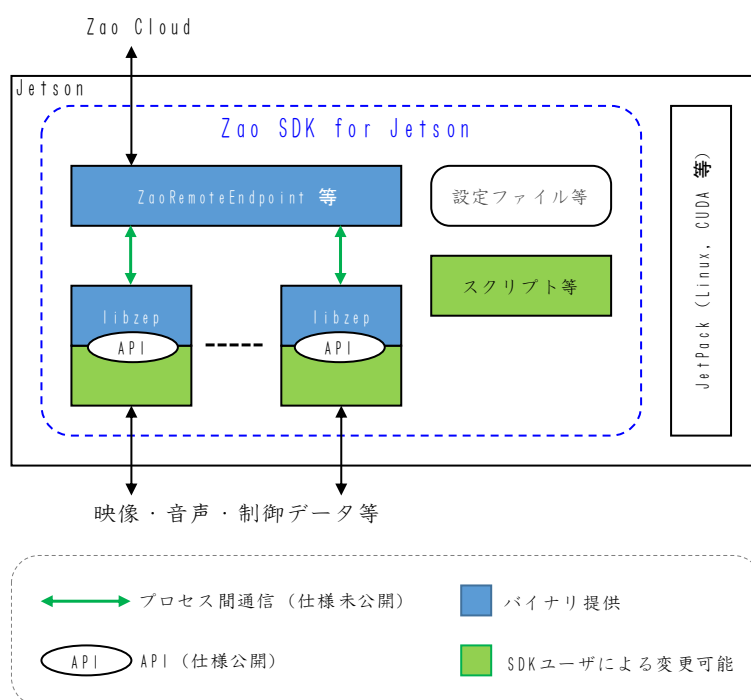 Zao Cloud
Jetson
Zao SDK for Jetson
ZaoRemoteEndpoint 等
設定ファイル等
スクリプト等
libzep
API
libzep
API
JetPack (Linux, CUDA 等)
映像・音声・制御データ等
プロセス間通信 (仕様未公開)
バイナリ提供
API
API (仕様公開)
SDKユーザによる変更可能